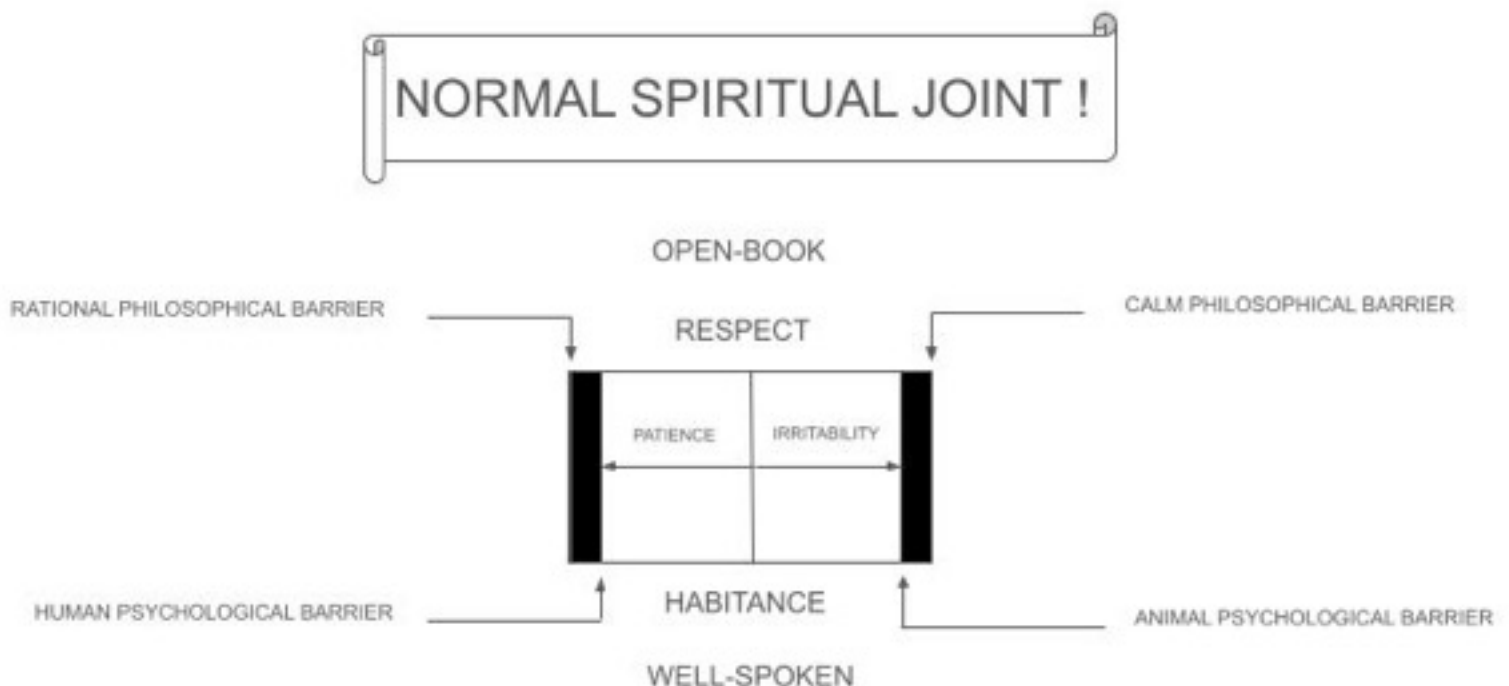 NORMAL SPIRITUAL JOINT !
OPEN-BOOK
RATIONAL PHILOSOPHICAL BARRIER
CALM PHILOSOPHICAL BARRIER
RESPECT
PATIENCE
IRRITABILITY
HABITANCE
HUMAN PSYCHOLOGICAL BARRIER
ANIMAL PSYCHOLOGICAL BARRIER
WELL-SPOKEN